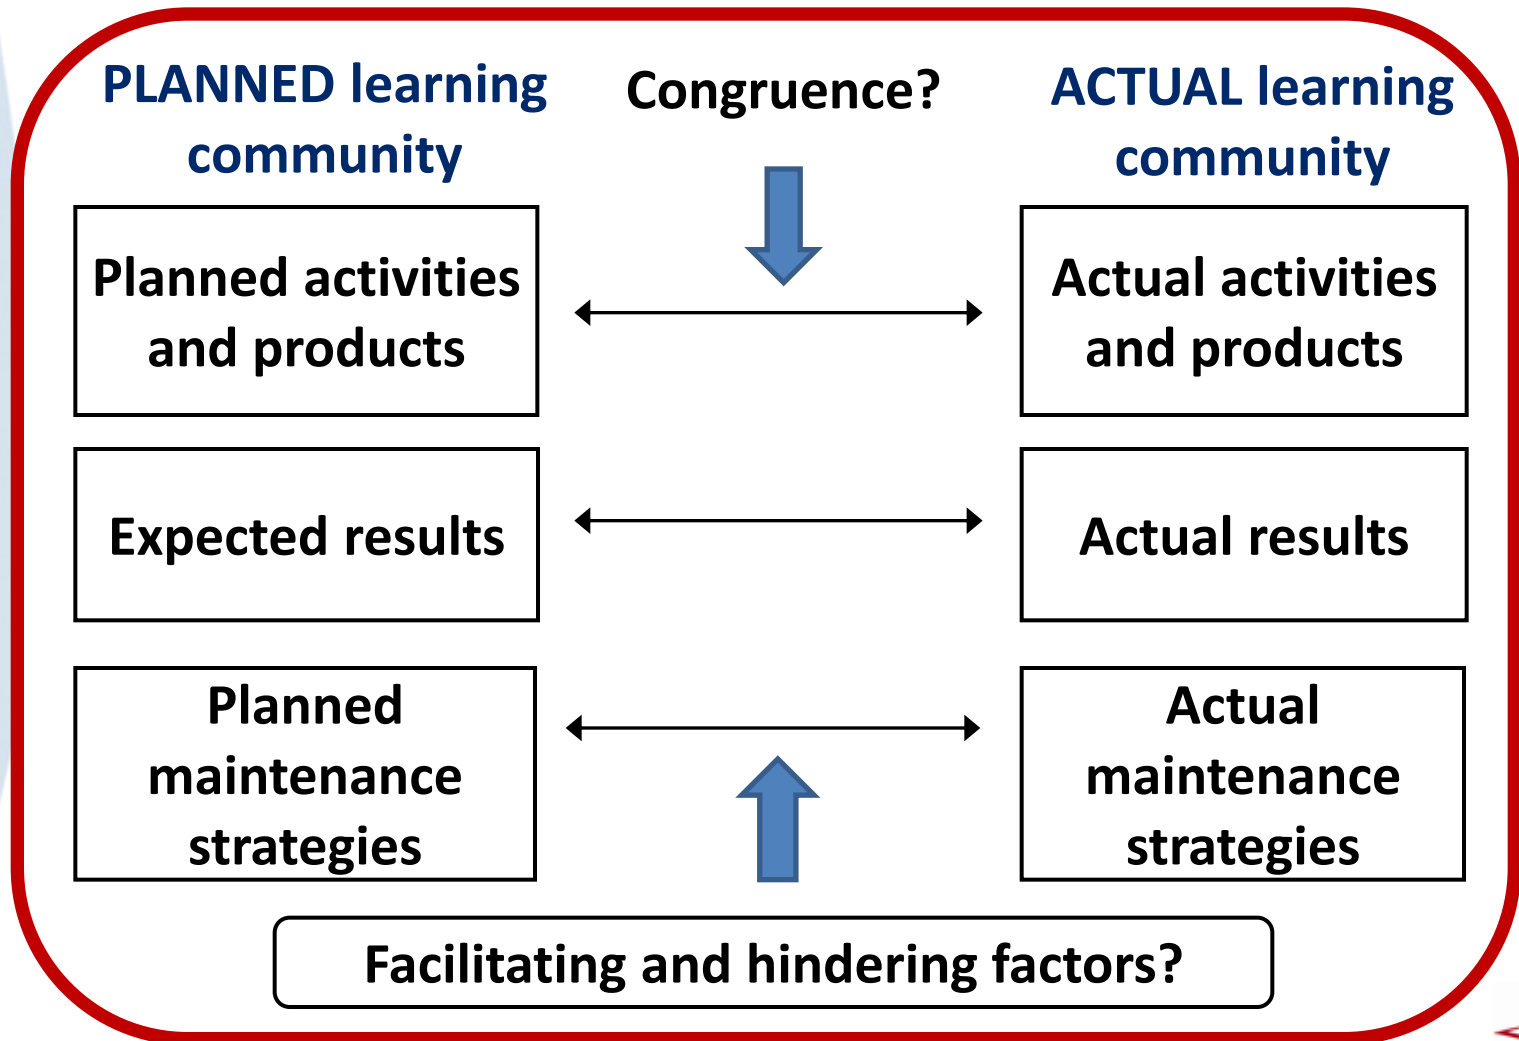 PLANNED learning
community
Congruence?
ACTUAL learning
community
Planned activities
and products
Actual activities
and products
Expected results
Actual results
Planned
maintenance
strategies
Actual
maintenance
strategies
Facilitating and hindering factors?